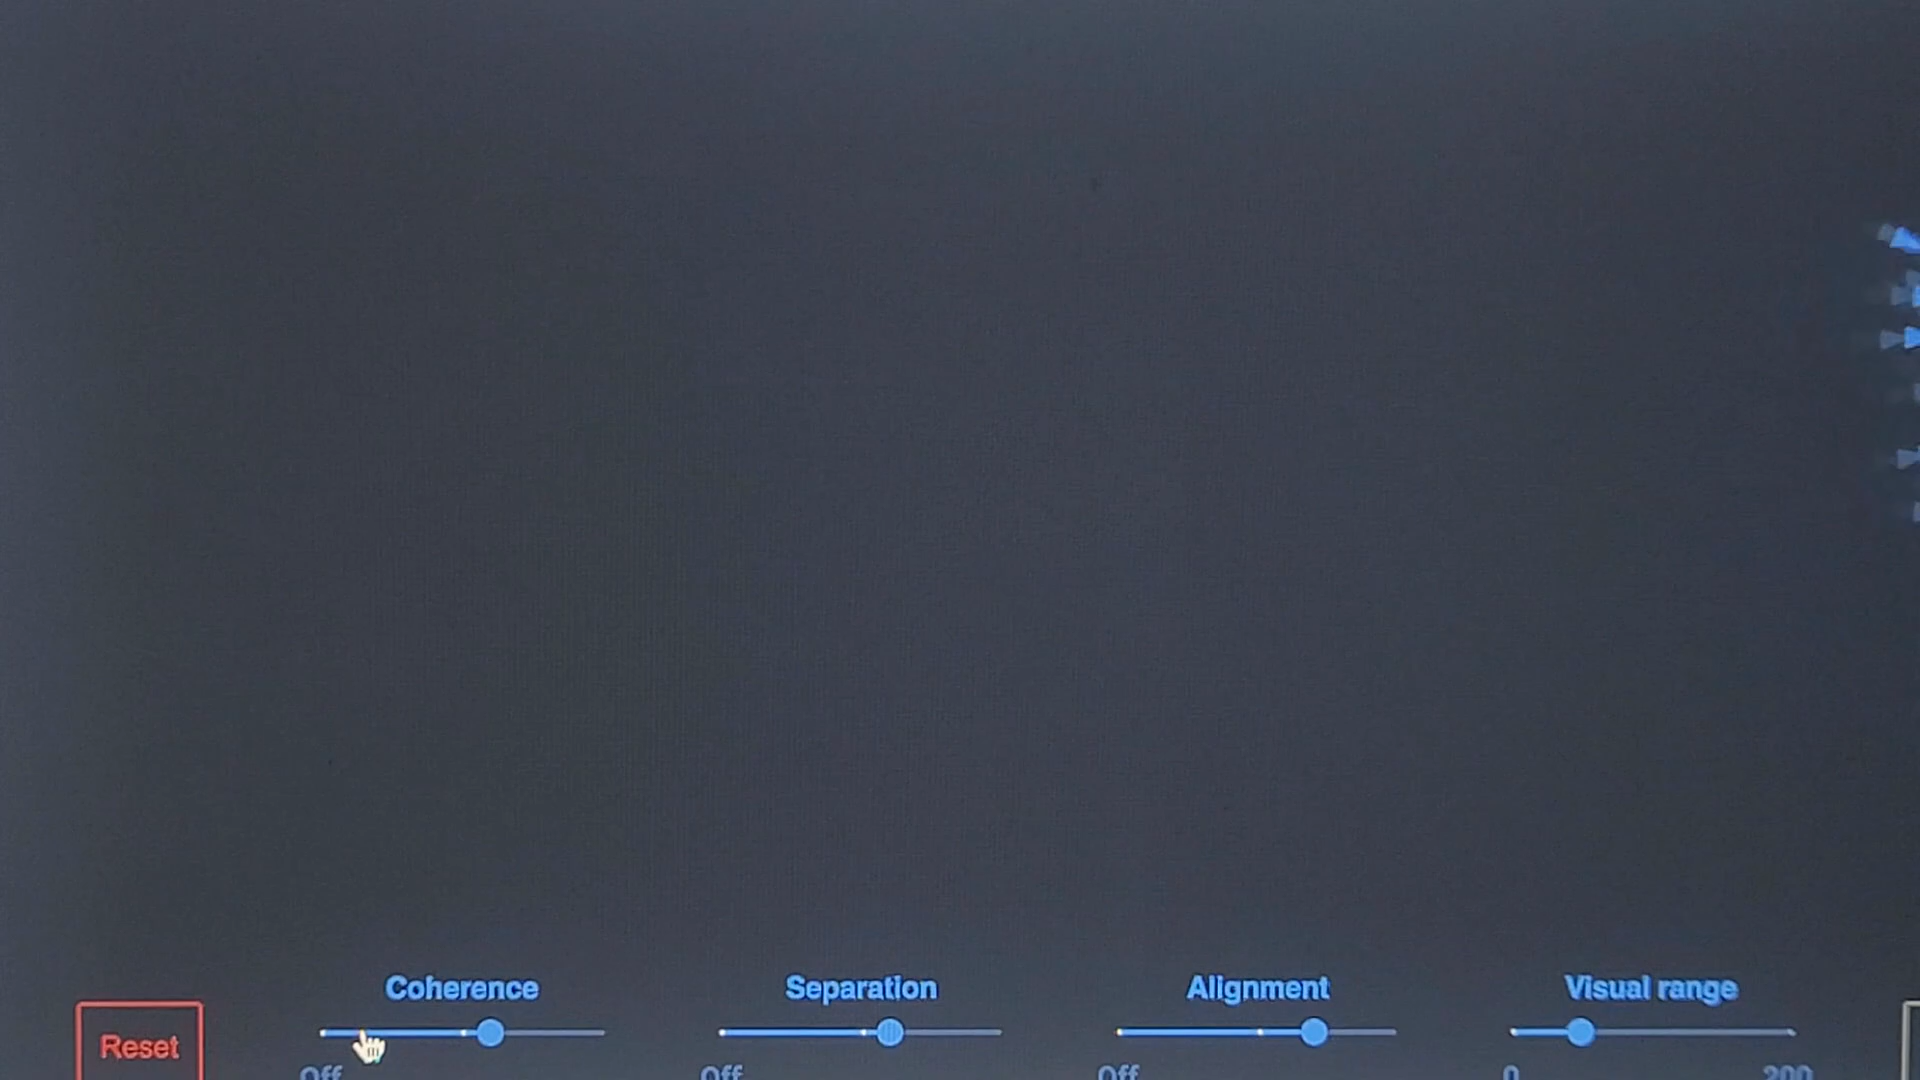 Coherence Separation Alignment Visual range
Reset
Off Off Off 0 200